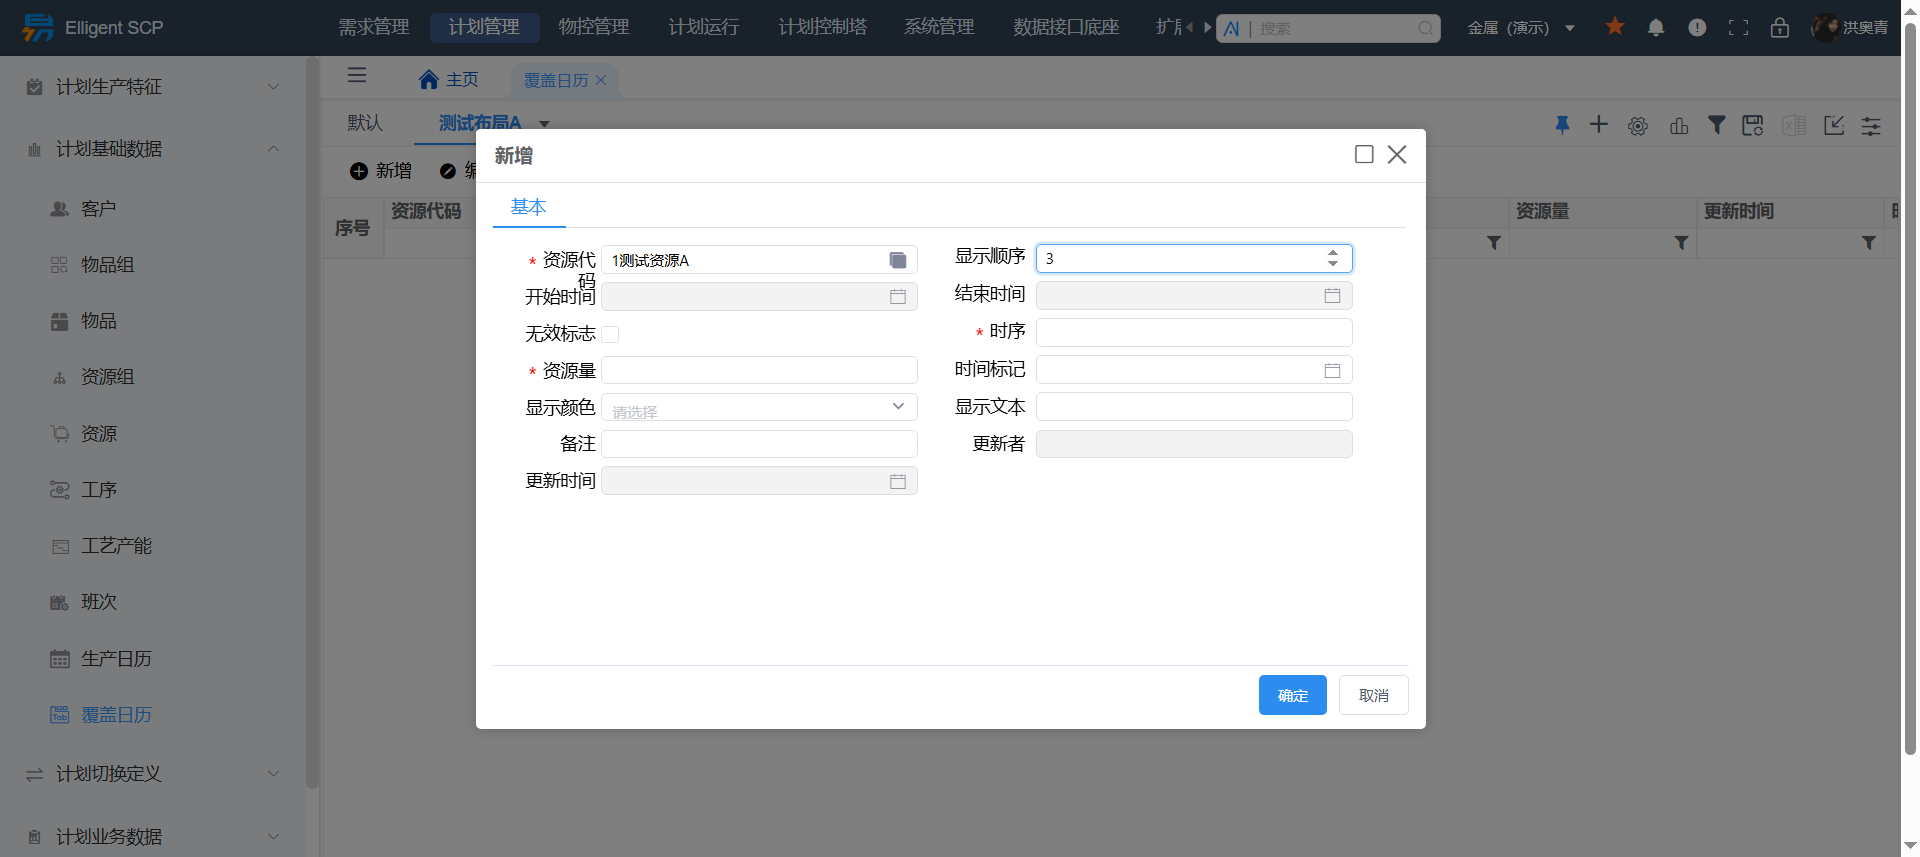 Elligent SCP
需求管理
计划管理
物控管理
计划运行
计划控制塔
系统管理
数据接口底座
AI | 搜索
金属 (演示)
洪奥青
计划生产特征
计划基础数据
客户
物品组
物品
资源组
资源
工序
工艺产能
班次
生产日历
Tab 覆盖日历
计划切换定义
计划业务数据
主页
覆盖日历
默认
测试布局A
新增
序号
资源代码
资源量
更新时间
新增
基本
* 资源代码
1测试资源A
显示顺序
3
开始时间
结束时间
无效标志
* 时序
* 资源量
时间标记
显示颜色
请选择
显示文本
备注
更新者
更新时间
确定
取消